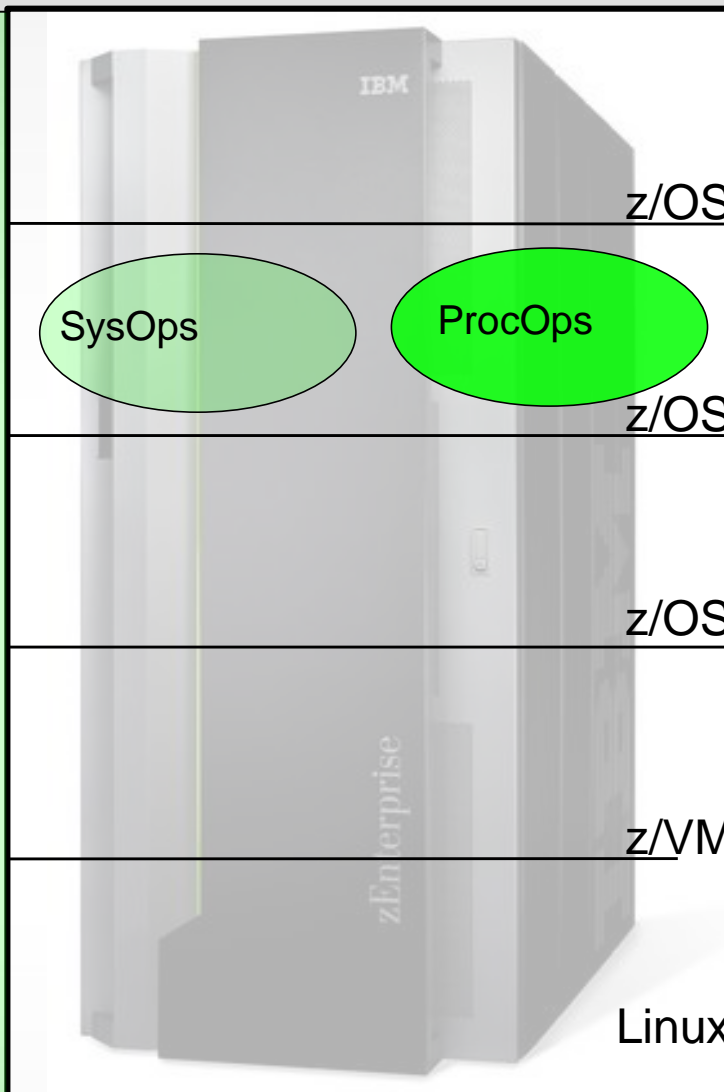 IBM
z/OS
SysOps
ProcOps
z/OS
z/OS
zEnterprise
z/VM
Linux